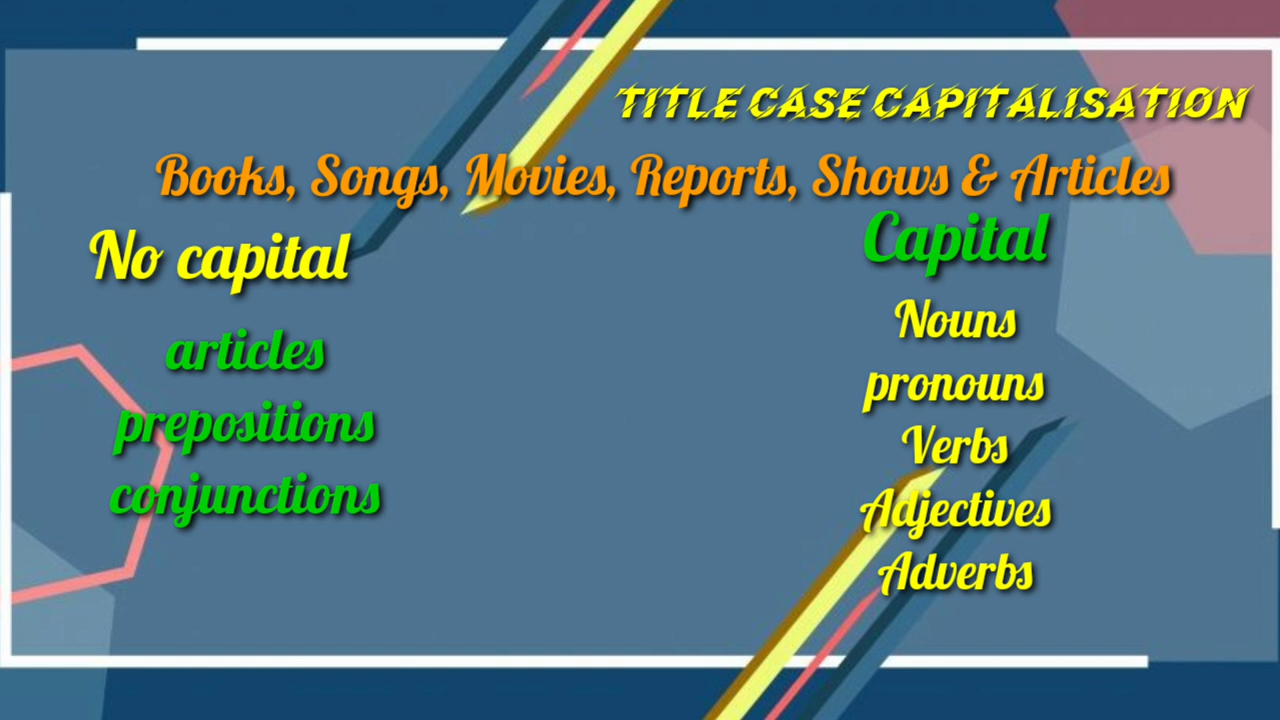 TITLE CASE CAPITALISATION
Books, Songs, Movies, Reports, Shows & Articles
No capital
articles
prepositions
conjunctions
Capital
Nouns
pronouns
Verbs
Adjectives
Adverbs